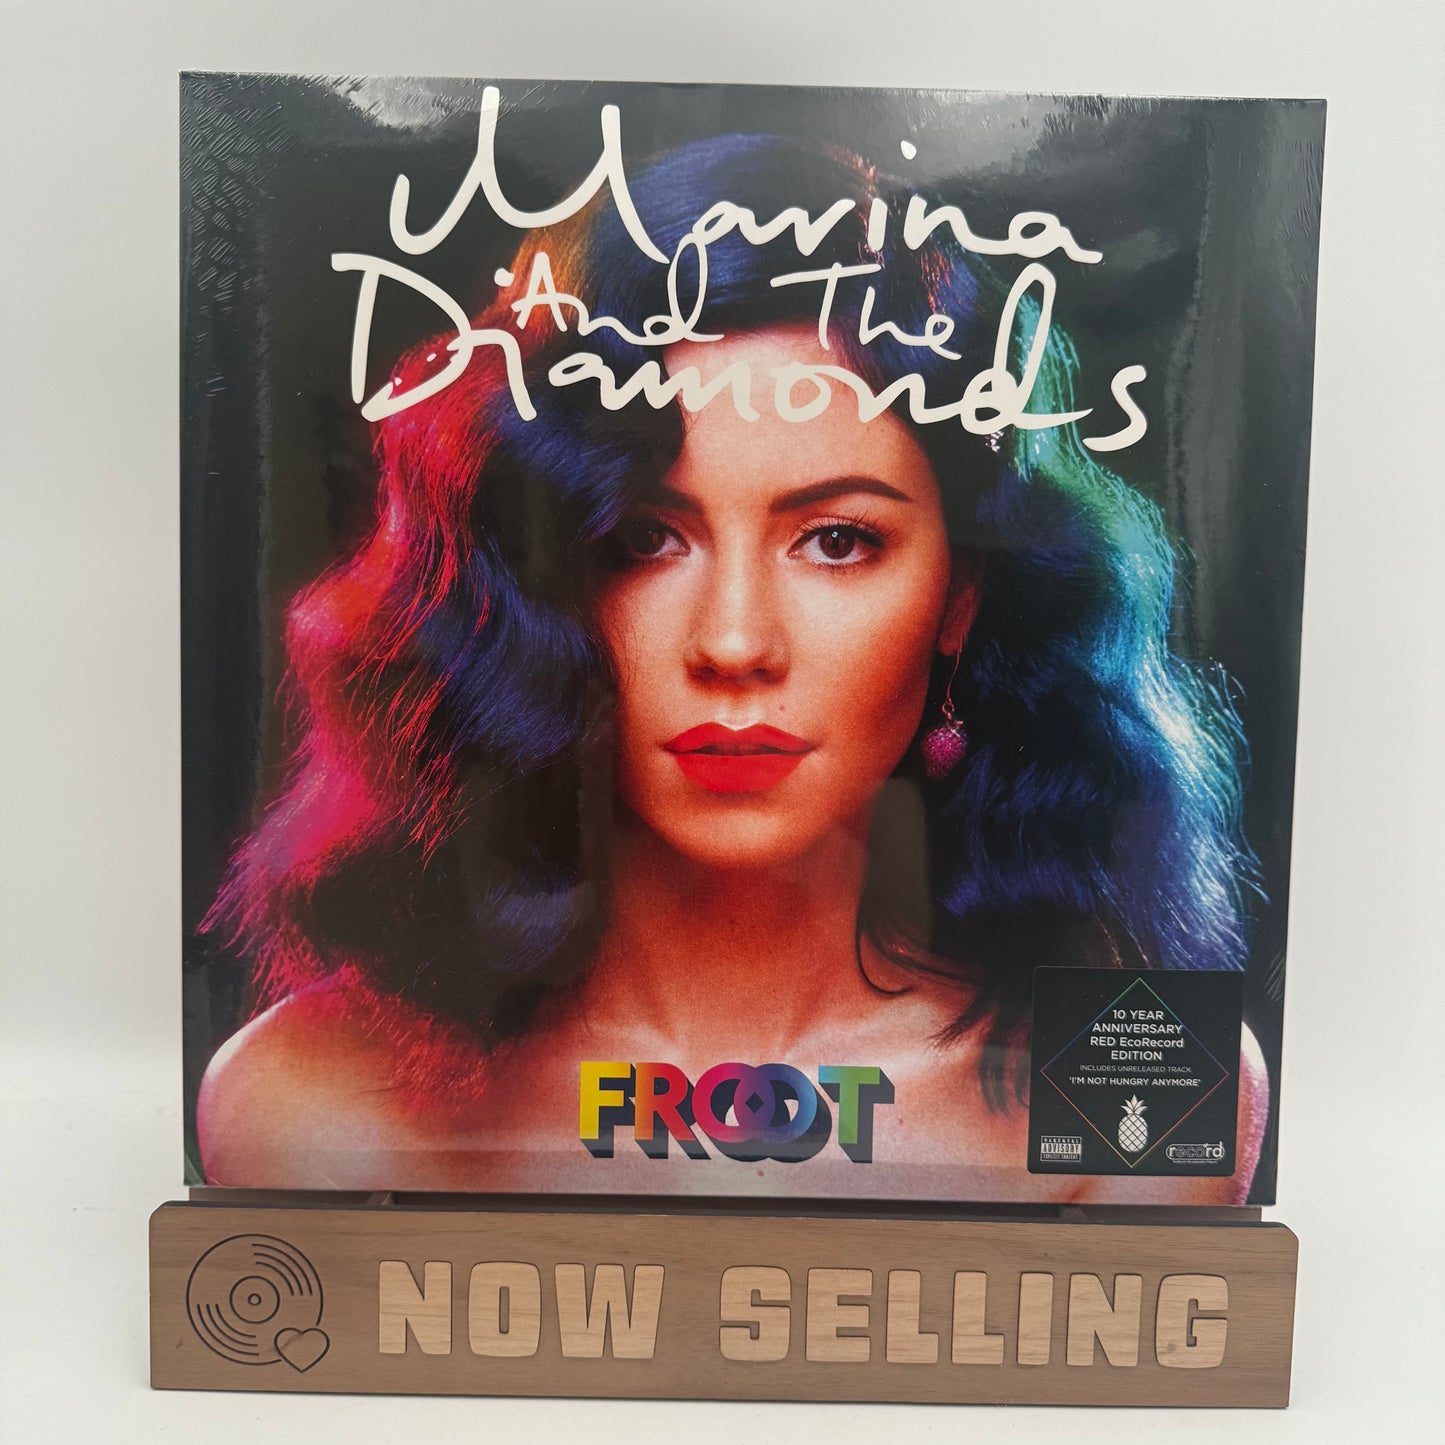 Marina
And The
Diamonds
FROOT
10 YEAR
ANNIVERSARY
RED EcoRecord
EDITION
INCLUDES UNRELEASED TRACK
'I'M NOT HUNGRY ANYMORE'
PARENTAL
ADVISORY
EXPLICIT CONTENT
record
NOW SELLING